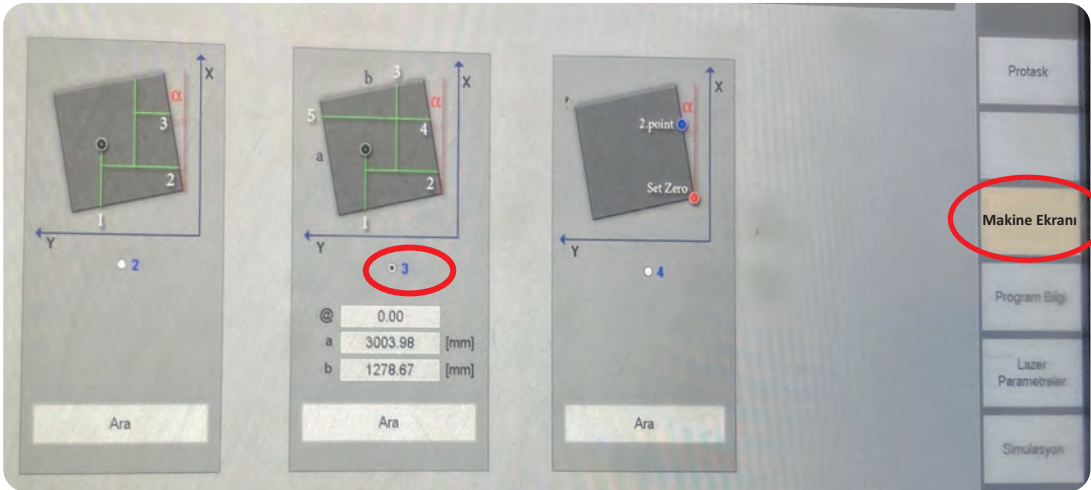 X
α
3
2
1
Y
2
Ara
b
3
X
α
5
4
a
2
1
Y
3
@ 0.00
a 3003.98 [mm]
b 1278.67 [mm]
Ara
X
α
2.point
Set Zero
Y
4
Ara
Protask
Makine Ekranı
Program Bilgi
Lazer
Parametreler
Simulasyon